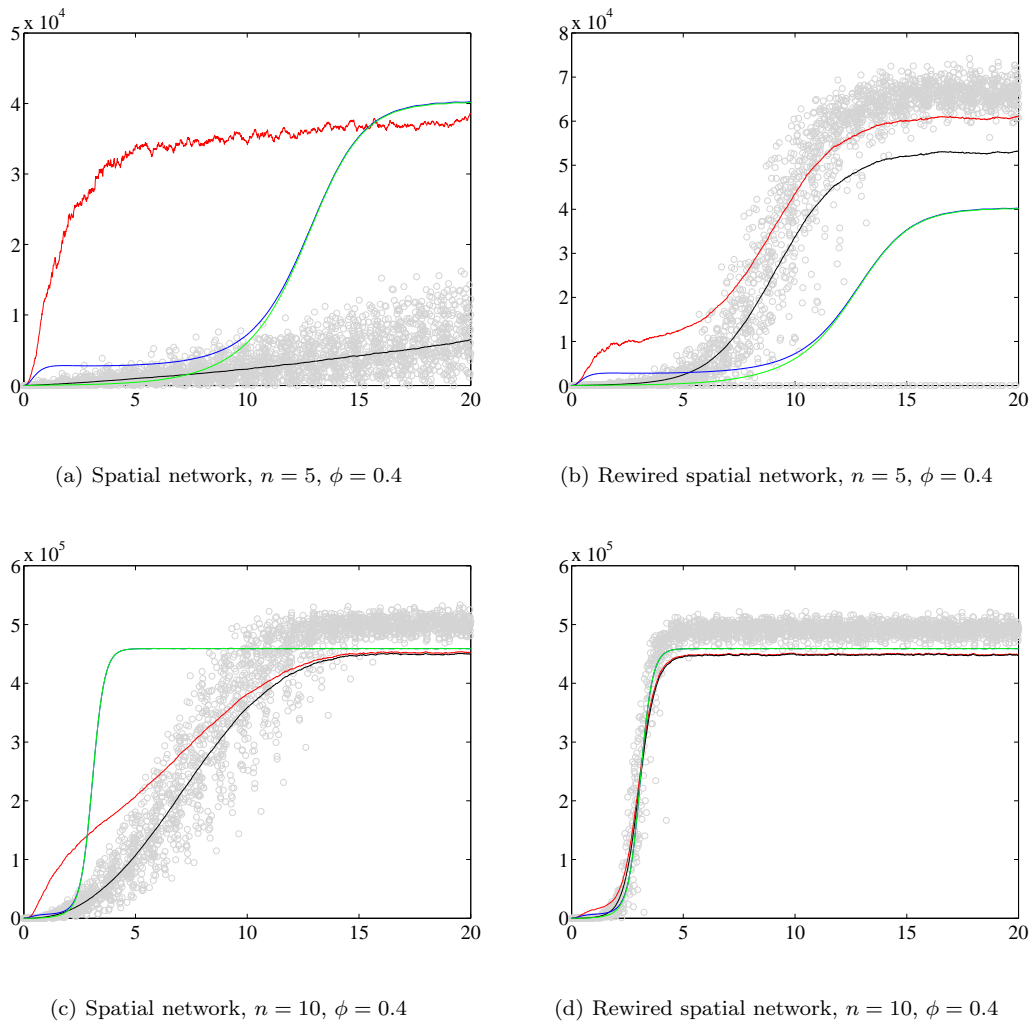 x 10^4
5
4
3
2
1
0
0 5 10 15 20
(a) Spatial network, n = 5, ϕ = 0.4
x 10^4
8
7
6
5
4
3
2
1
0
0 5 10 15 20
(b) Rewired spatial network, n = 5, ϕ = 0.4
x 10^5
6
5
4
3
2
1
0
0 5 10 15 20
(c) Spatial network, n = 10, ϕ = 0.4
x 10^5
6
5
4
3
2
1
0
0 5 10 15 20
(d) Rewired spatial network, n = 10, ϕ = 0.4